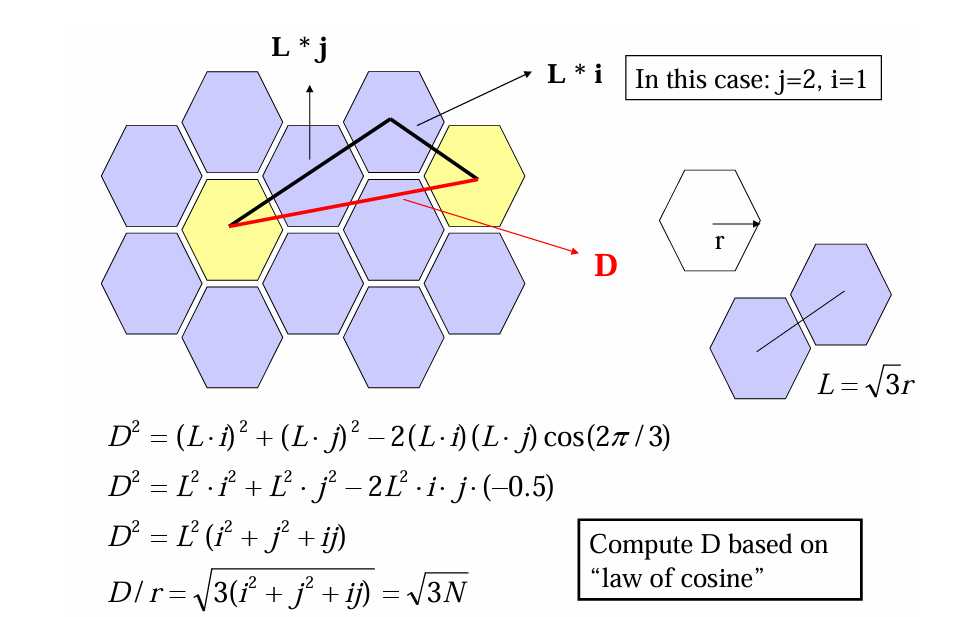 L * j
L * i
In this case: j=2, i=1
r
D
L = √3r
D² = (L · i)² + (L · j)² − 2(L · i)(L · j) cos(2π / 3)
D² = L² · i² + L² · j² − 2L² · i · j · (−0.5)
D² = L² (i² + j² + ij)
D / r = √3(i² + j² + ij) = √3N
Compute D based on
“law of cosine”